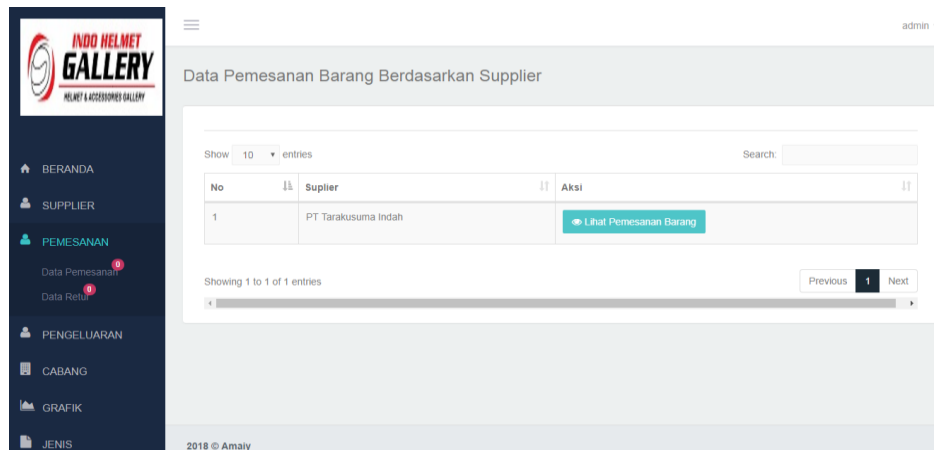 INDO HELMET
GALLERY
HELMET & ACCESSORIES GALLERY
admin
Data Pemesanan Barang Berdasarkan Supplier
BERANDA
SUPPLIER
PEMESANAN
Data Pemesanan 0
Data Retur 0
PENGELUARAN
CABANG
GRAFIK
JENIS
Show 10 entries
Search:
No Suplier Aksi
1 PT Tarakusuma Indah Lihat Pemesanan Barang
Showing 1 to 1 of 1 entries
Previous 1 Next
2018 © Amaiv